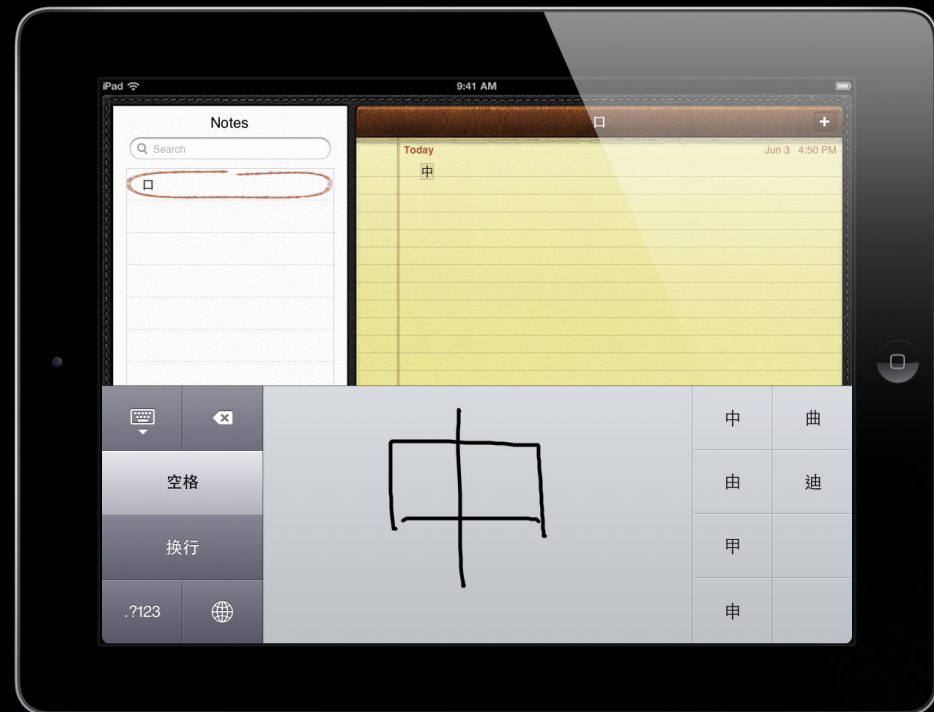 iPad
9:41 AM
Notes
Search
口
口
+
Today
Jun 3 4:50 PM
中
空格
换行
.?123
中
中 曲
由 迪
甲
申